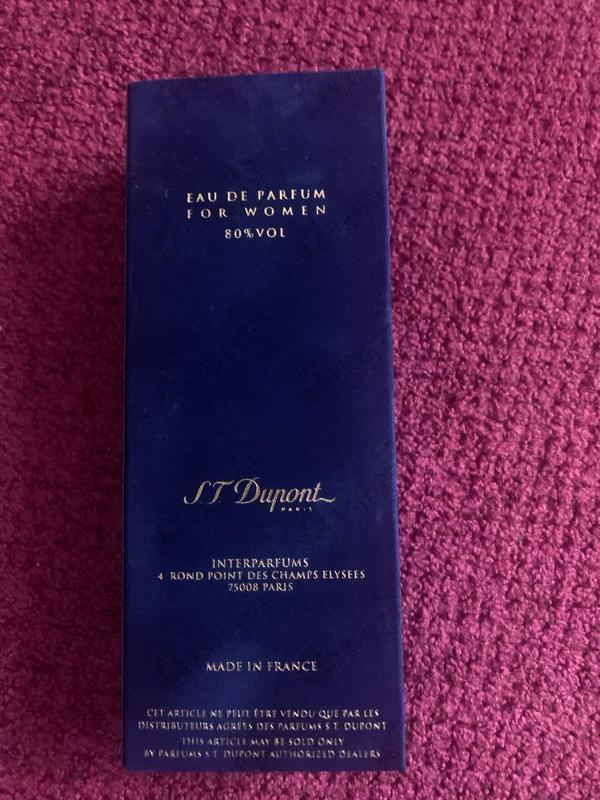 EAU DE PARFUM
FOR WOMEN
80%VOL
S.T. Dupont
PARIS
INTERPARFUMS
4. ROND POINT DES CHAMPS ELYSEES
75008 PARIS
MADE IN FRANCE
CET ARTICLE NE PEUT ÊTRE VENDU QUE PAR LES
DISTRIBUTEURS AGREES DES PARFUMS S.T. DUPONT
THIS ARTICLE MAY BE SOLD ONLY
BY PARFUMS S.T. DUPONT AUTHORIZED DEALERS